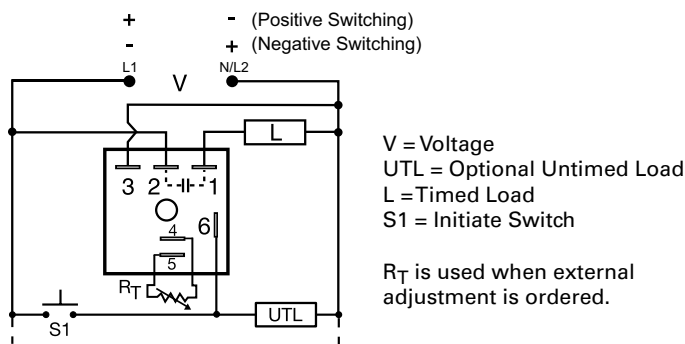 + - (Positive Switching)
- + (Negative Switching)
L1 V N/L2
L
3 2 1
6
4
5
RT
S1 UTL
V = Voltage
UTL = Optional Untimed Load
L = Timed Load
S1 = Initiate Switch
RT is used when external
adjustment is ordered.